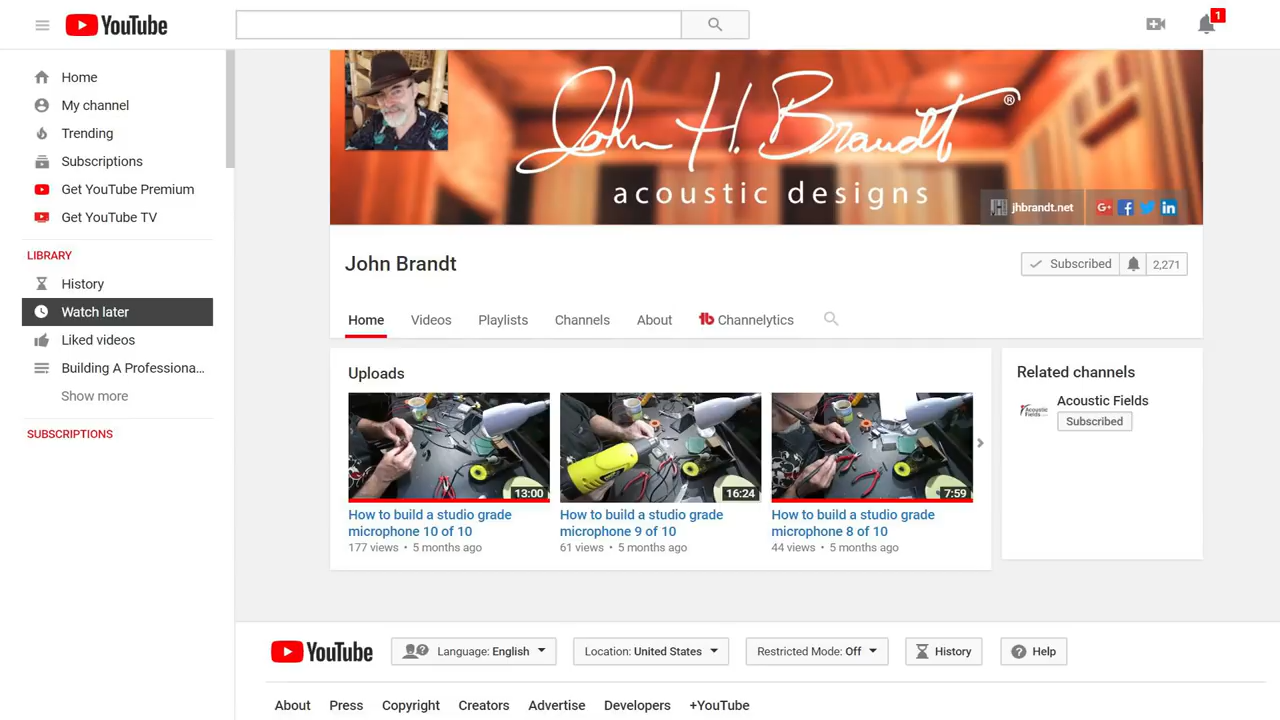 YouTube
1
Home
My channel
Trending
Subscriptions
Get YouTube Premium
Get YouTube TV
LIBRARY
History
Watch later
Liked videos
Building A Professiona...
Show more
SUBSCRIPTIONS
John H. Brandt ®
acoustic designs
jhbrandt.net
G+
John Brandt
Subscribed 2,271
Home Videos Playlists Channels About Channelytics
Uploads
13:00
How to build a studio grade
microphone 10 of 10
177 views • 5 months ago
16:24
How to build a studio grade
microphone 9 of 10
61 views • 5 months ago
7:59
How to build a studio grade
microphone 8 of 10
44 views • 5 months ago
Related channels
Acoustic Fields
Acoustic
Fields
Subscribed
YouTube Language: English Location: United States Restricted Mode: Off History Help
About Press Copyright Creators Advertise Developers +YouTube